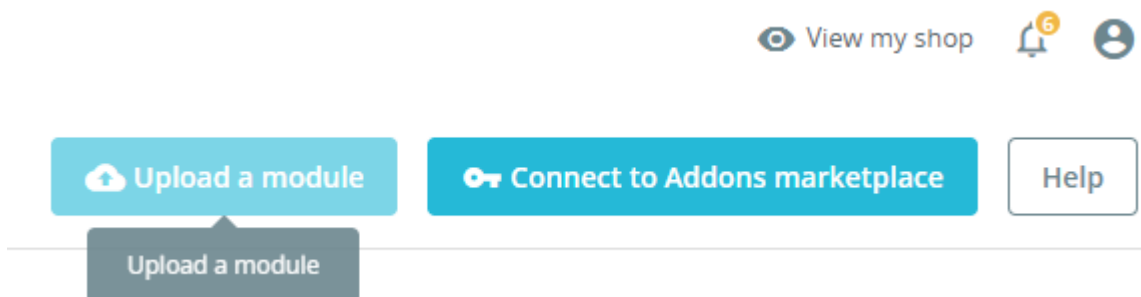 View my shop
6
Upload a module
Connect to Addons marketplace
Help
Upload a module